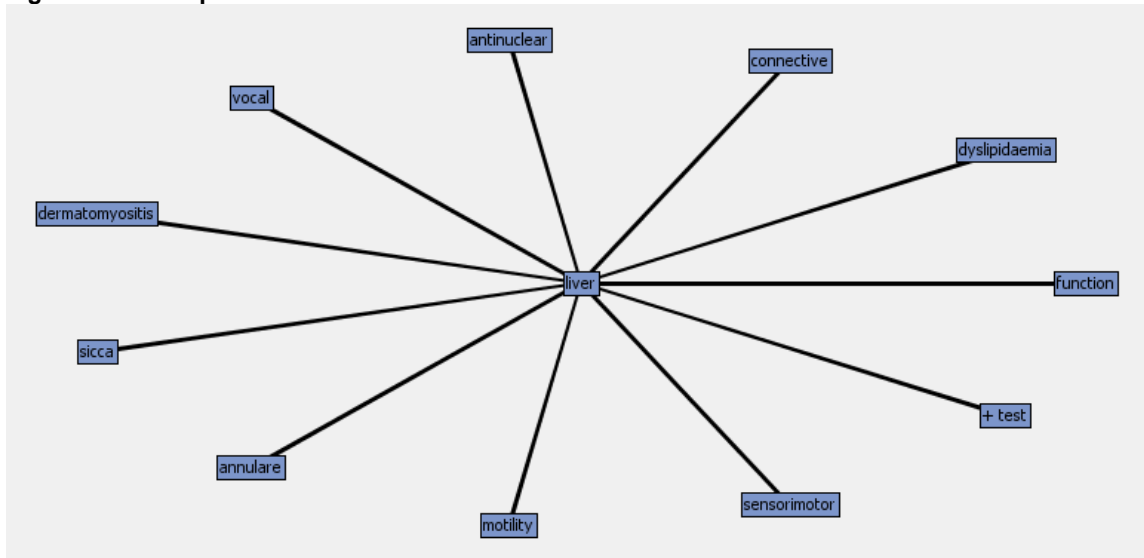 antinuclear
connective
vocal
dyslipidaemia
dermatomyositis
liver
function
sicca
+ test
annulare
sensorimotor
motility